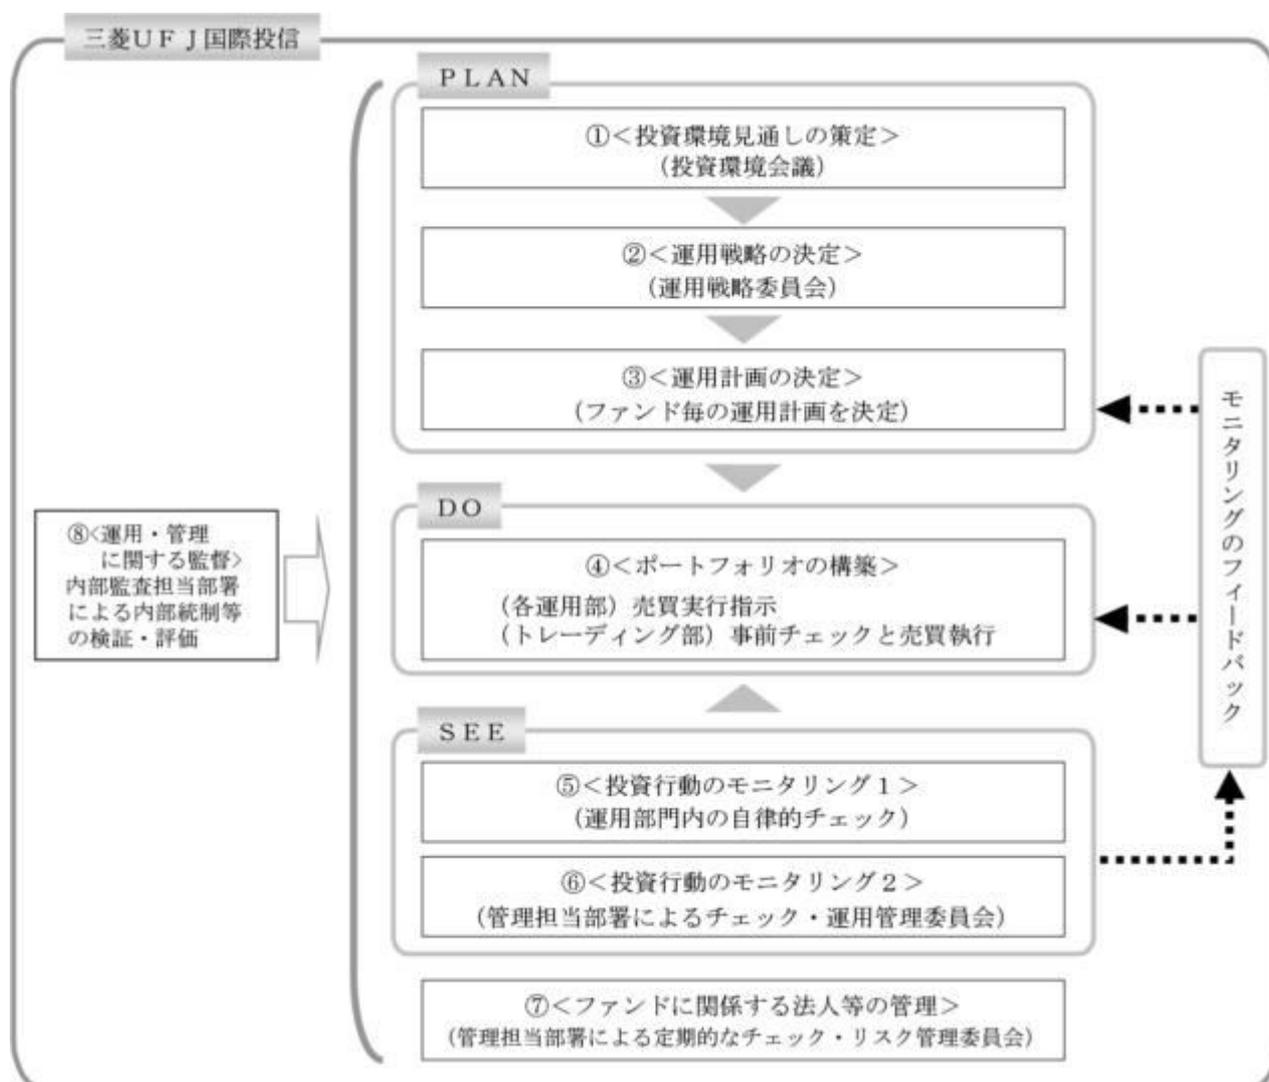 三菱ＵＦＪ国際投信
ＰＬＡＮ
①＜投資環境見通しの策定＞
（投資環境会議）
②＜運用戦略の決定＞
（運用戦略委員会）
③＜運用計画の決定＞
（ファンド毎の運用計画を決定）
ＤＯ
④＜ポートフォリオの構築＞
（各運用部）売買実行指示
（トレーディング部）事前チェックと売買執行
ＳＥＥ
⑤＜投資行動のモニタリング１＞
（運用部門内の自律的チェック）
⑥＜投資行動のモニタリング２＞
（管理担当部署によるチェック・運用管理委員会）
⑦＜ファンドに関係する法人等の管理＞
（管理担当部署による定期的なチェック・リスク管理委員会）
⑧<運用・管理
に関する監督>
内部監査担当部署
による内部統制等
の検証・評価
モニタリングのフィードバック